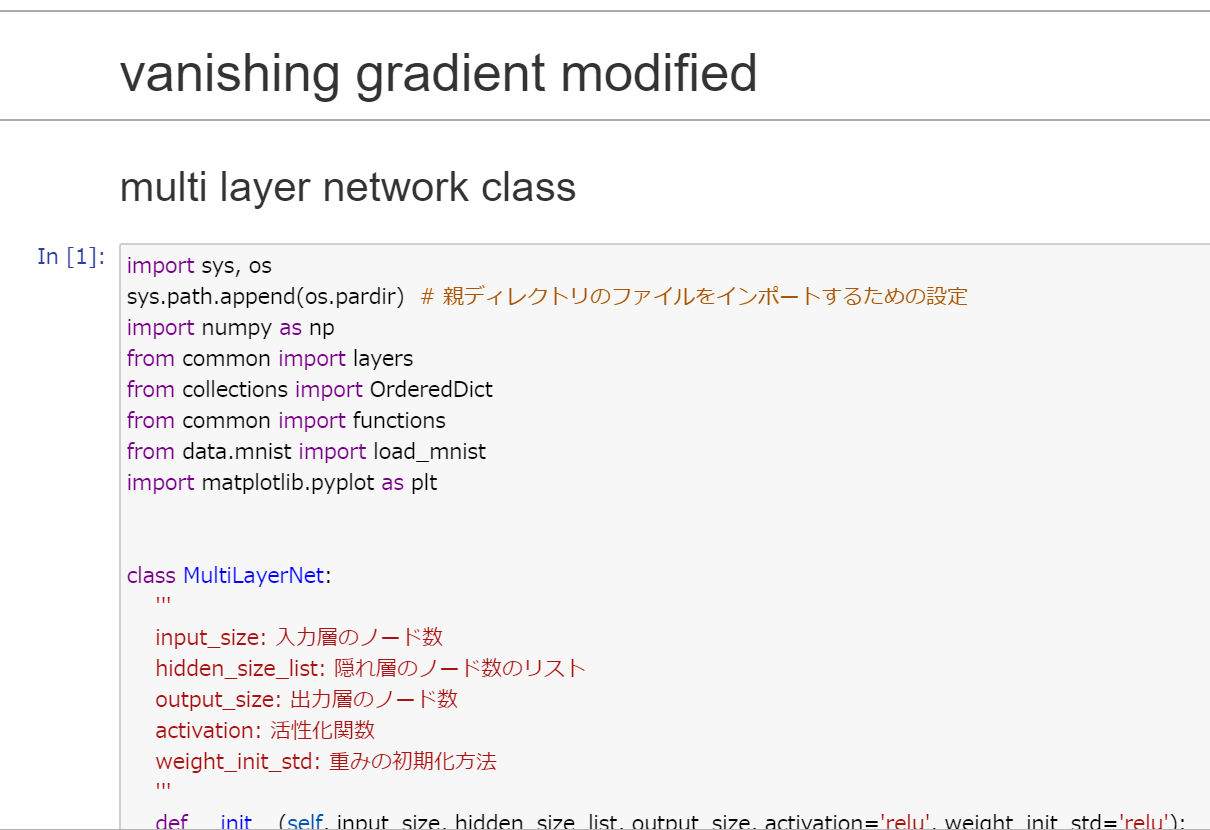 vanishing gradient modified
multi layer network class
In [1]:
import sys, os
sys.path.append(os.pardir)  # 親ディレクトリのファイルをインポートするための設定
import numpy as np
from common import layers
from collections import OrderedDict
from common import functions
from data.mnist import load_mnist
import matplotlib.pyplot as plt
class MultiLayerNet:
'''
input_size: 入力層のノード数
hidden_size_list: 隠れ層のノード数のリスト
output_size: 出力層のノード数
activation: 活性化関数
weight_init_std: 重みの初期化方法
'''
def __init__(self, input_size, hidden_size_list, output_size, activation='relu', weight_init_std='relu'):